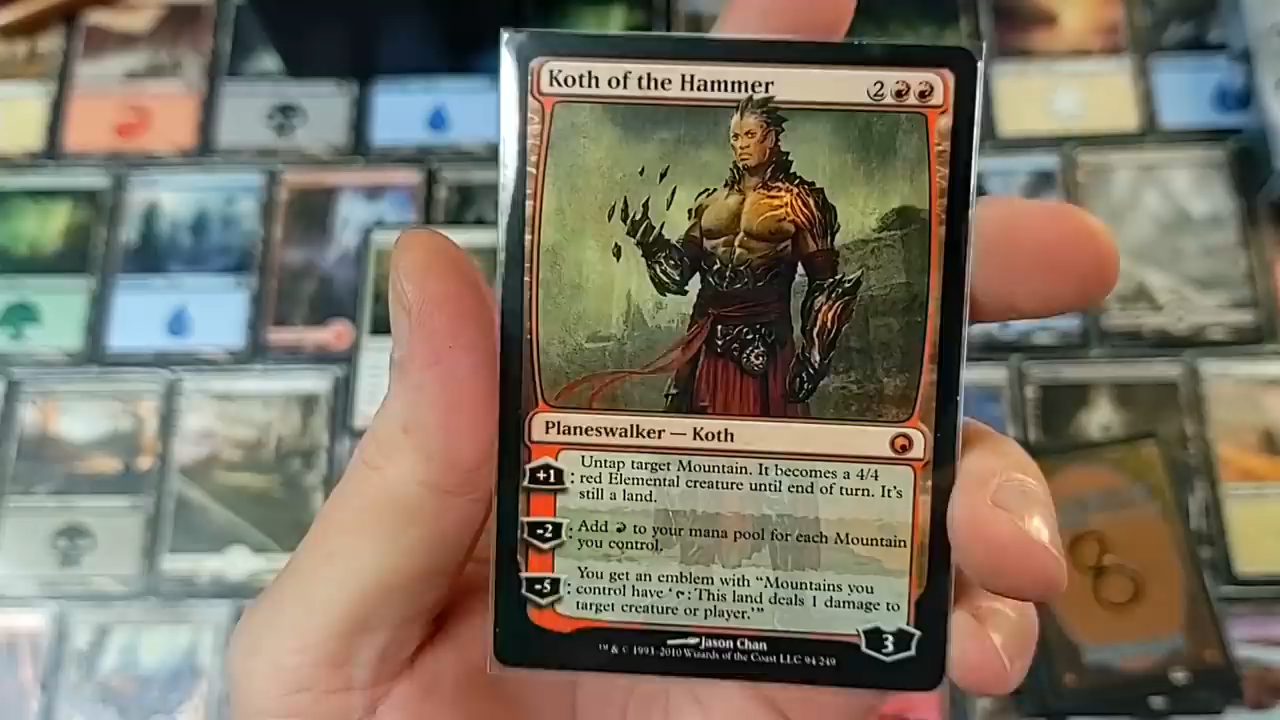 Koth of the Hammer 2
Planeswalker — Koth
+1 : Untap target Mountain. It becomes a 4/4
red Elemental creature until end of turn. It's
still a land.
-2 : Add to your mana pool for each Mountain
you control.
-5 : You get an emblem with “Mountains you
control have ‘ : This land deals 1 damage to
target creature or player.’”
Jason Chan
3
™ & © 1993-2010 Wizards of the Coast LLC 94/249